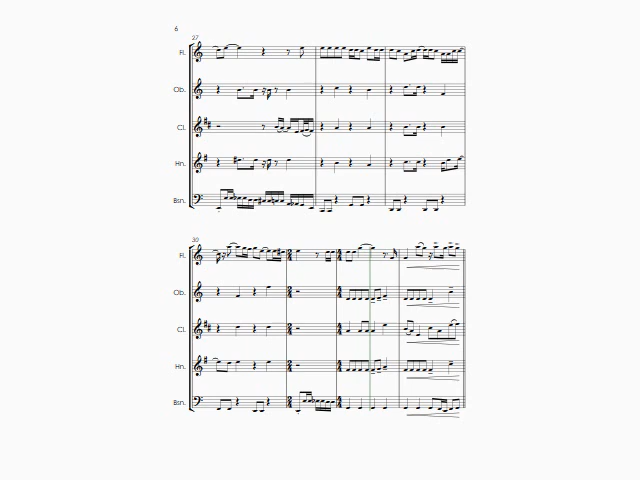 6
27
Fl.
Ob.
Cl.
Hn.
Bsn.
30
Fl.
Ob.
Cl.
Hn.
Bsn.